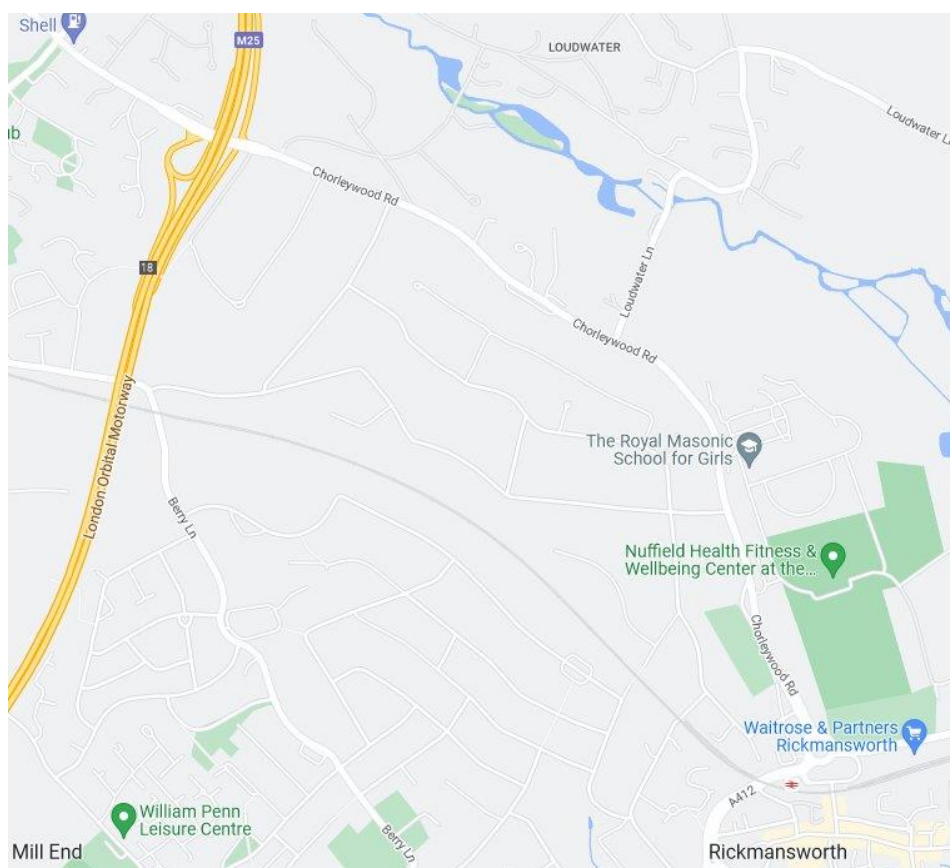 Shell
M25
LOUDWATER
Loudwater Ln
ub
Chorleywood Rd
18
Loudwater Ln
Chorleywood Rd
London Orbital Motorway
The Royal Masonic
School for Girls
Berry Ln
Nuffield Health Fitness &
Wellbeing Center at the...
Chorleywood Rd
Waitrose & Partners
Rickmansworth
A412
William Penn
Leisure Centre
Berry Ln
Mill End
Rickmansworth